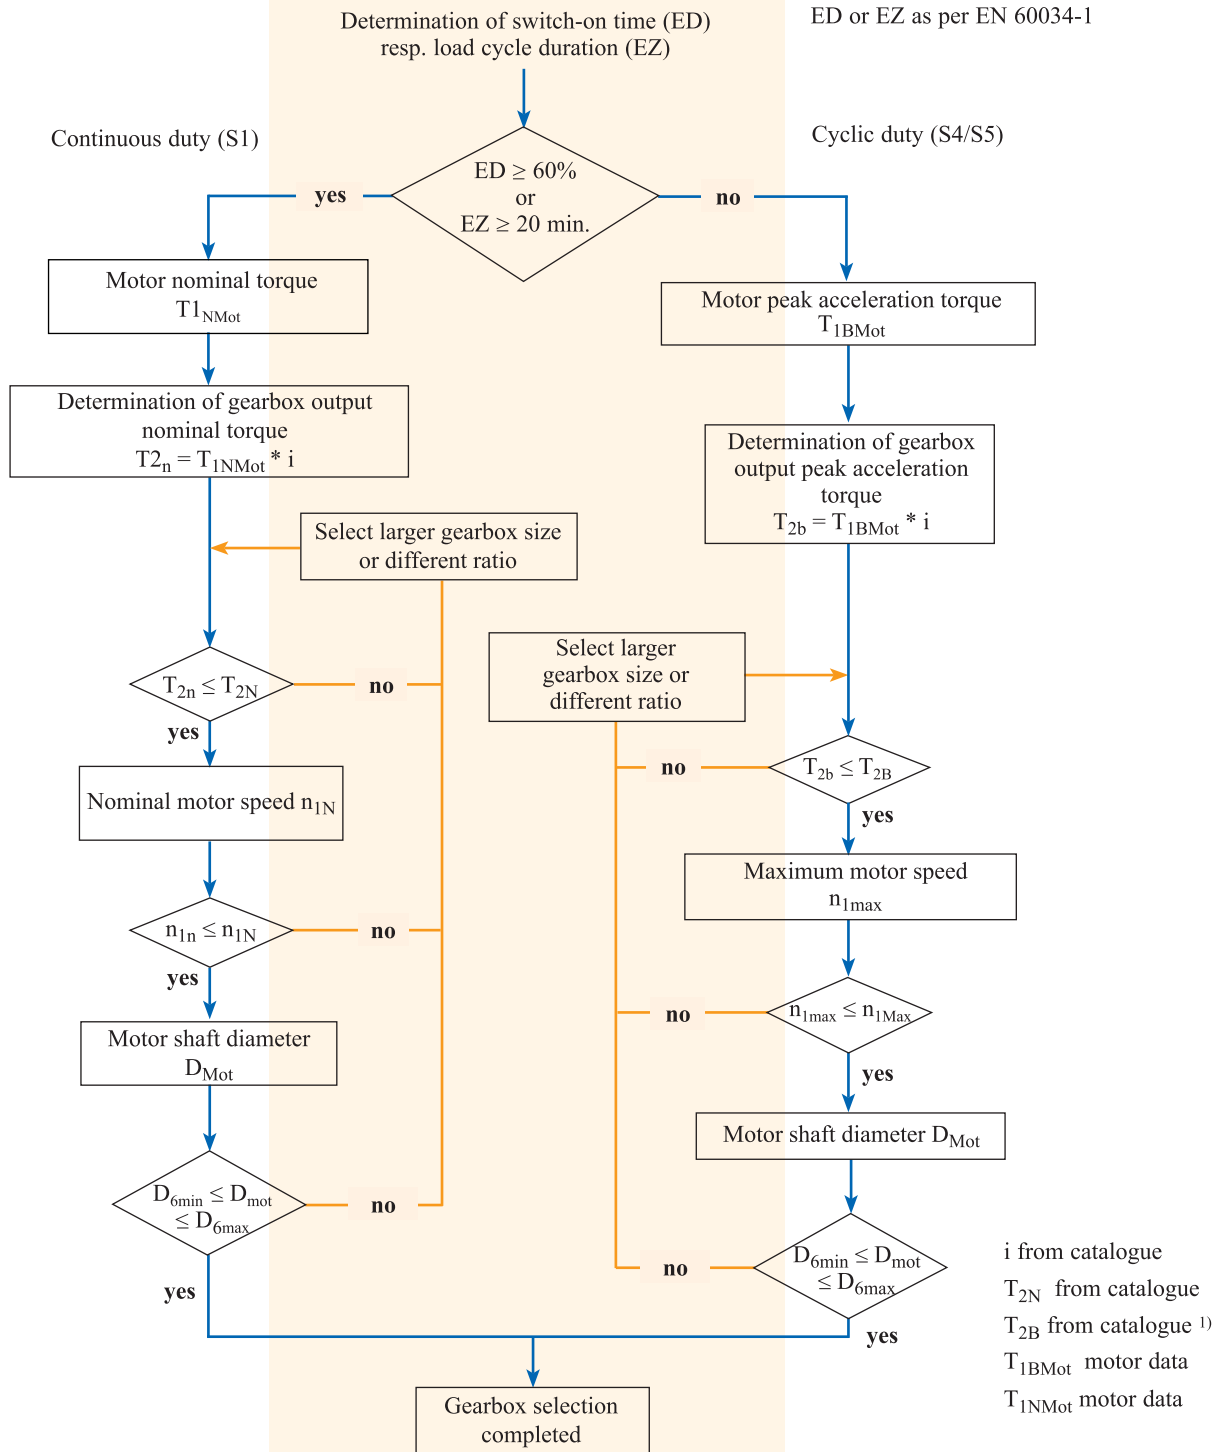 Determination of switch-on time (ED)
resp. load cycle duration (EZ)
ED or EZ as per EN 60034-1
Continuous duty (S1)
Cyclic duty (S4/S5)
ED ≥ 60%
or
EZ ≥ 20 min.
yes
no
Motor nominal torque
T1NMot
Motor peak acceleration torque
T1BMot
Determination of gearbox output
nominal torque
T2n = T1NMot * i
Determination of gearbox
output peak acceleration
torque
T2b = T1BMot * i
Select larger gearbox size
or different ratio
Select larger
gearbox size or
different ratio
T2n ≤ T2N
no
yes
T2b ≤ T2B
no
yes
Nominal motor speed n1N
Maximum motor speed
n1max
n1n ≤ n1N
no
yes
n1max ≤ n1Max
no
yes
Motor shaft diameter
DMot
Motor shaft diameter DMot
D6min ≤ Dmot
≤ D6max
no
yes
D6min ≤ Dmot
≤ D6max
no
yes
Gearbox selection
completed
i from catalogue
T2N from catalogue
T2B from catalogue 1)
T1BMot motor data
T1NMot motor data